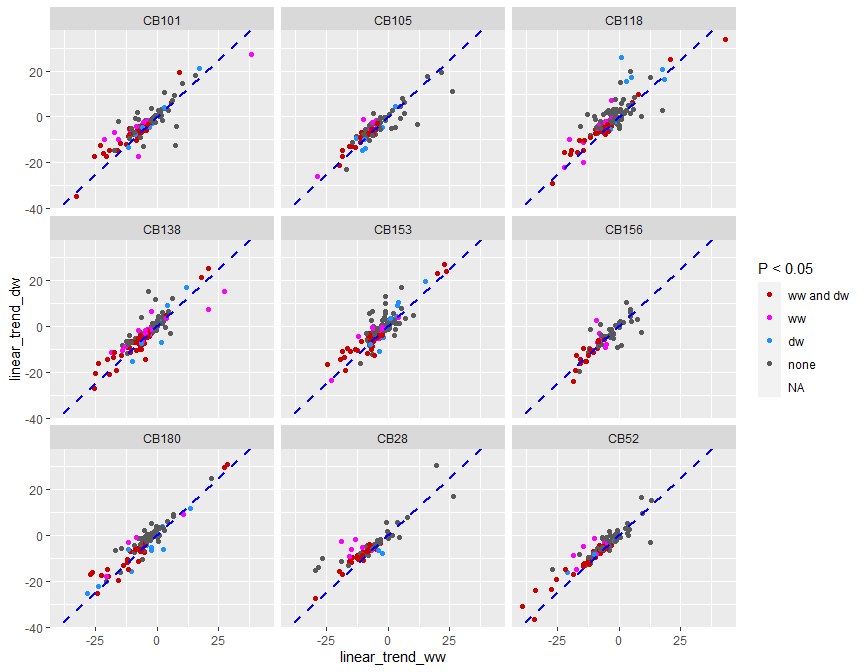 CB101 CB105 CB118
20
0
-20
-40
CB138 CB153 CB156
20
0
-20
-40
CB180 CB28 CB52
20
0
-20
-40
-25 0 25 -25 0 25 -25 0 25
linear_trend_ww
linear_trend_dw
P < 0.05
ww and dw
ww
dw
none
NA